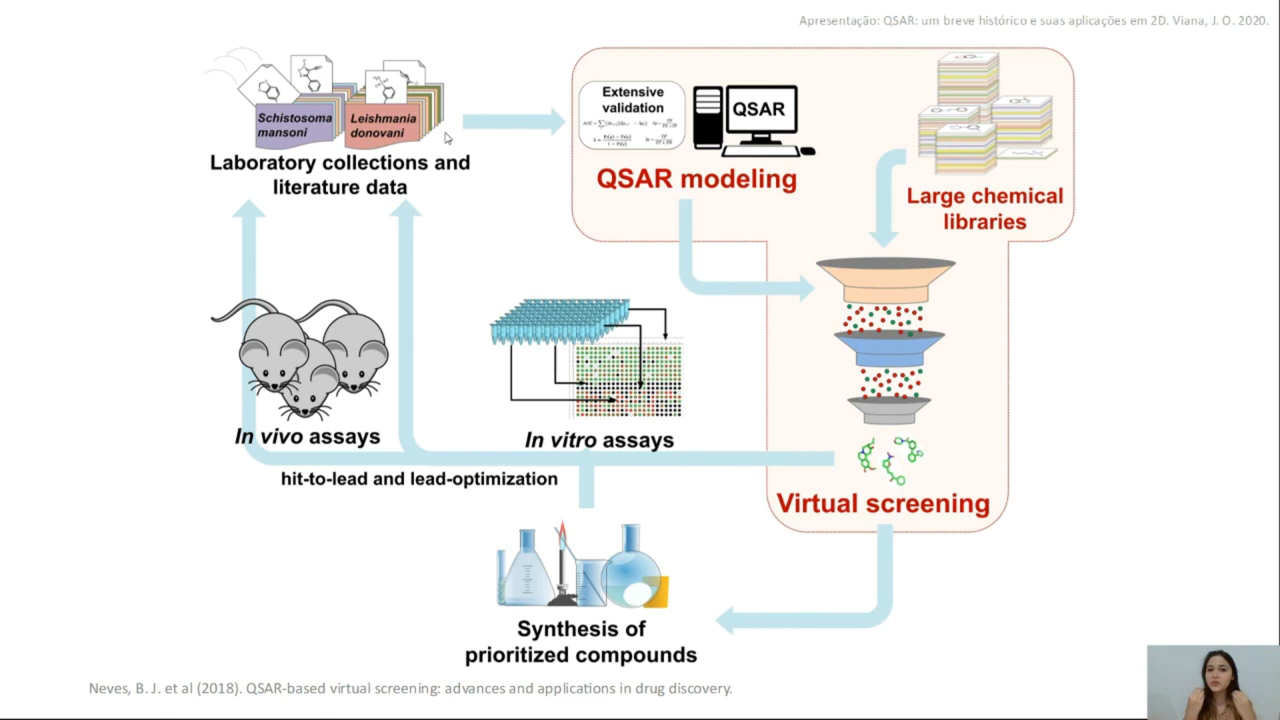 Apresentação: QSAR: um breve histórico e suas aplicações em 2D. Viana, J. O. 2020.
Schistosoma
mansoni
Leishmania
donovani
Laboratory collections and
literature data
Extensive
validation
QSAR
QSAR modeling
Large chemical
libraries
In vivo assays
In vitro assays
hit-to-lead and lead-optimization
Virtual screening
Synthesis of
prioritized compounds
Neves, B. J. et al (2018). QSAR-based virtual screening: advances and applications in drug discovery.